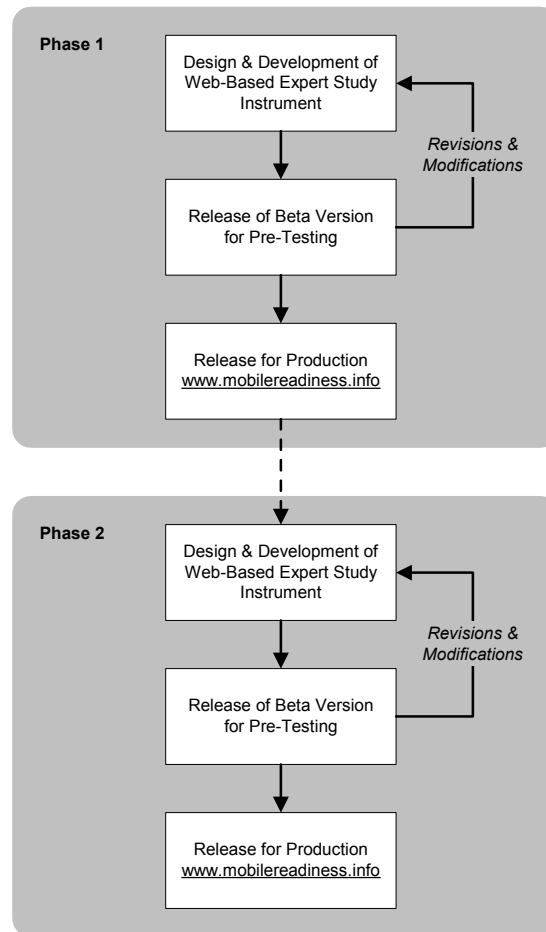 Phase 1
Design & Development of
Web-Based Expert Study
Instrument
Revisions &
Modifications
Release of Beta Version
for Pre-Testing
Release for Production
www.mobilereadiness.info
Phase 2
Design & Development of
Web-Based Expert Study
Instrument
Revisions &
Modifications
Release of Beta Version
for Pre-Testing
Release for Production
www.mobilereadiness.info